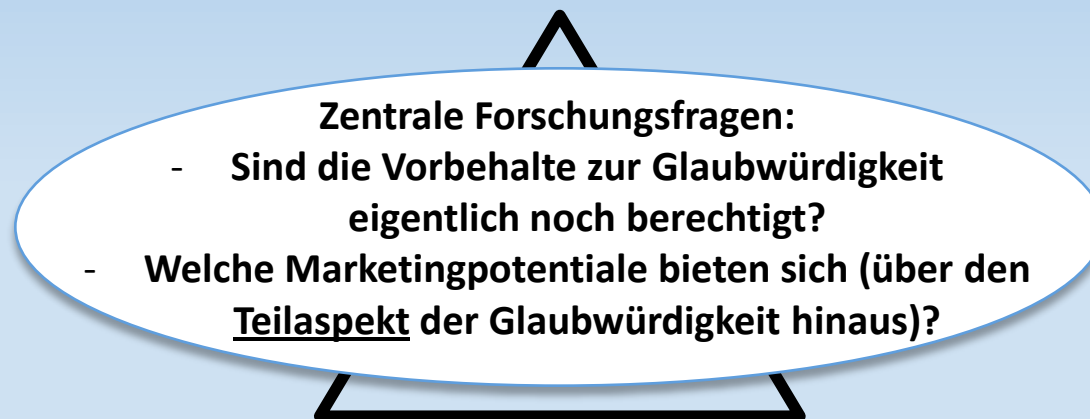 Zentrale Forschungsfragen:
- Sind die Vorbehalte zur Glaubwürdigkeit
eigentlich noch berechtigt?
- Welche Marketingpotentiale bieten sich (über den
Teilaspekt der Glaubwürdigkeit hinaus)?